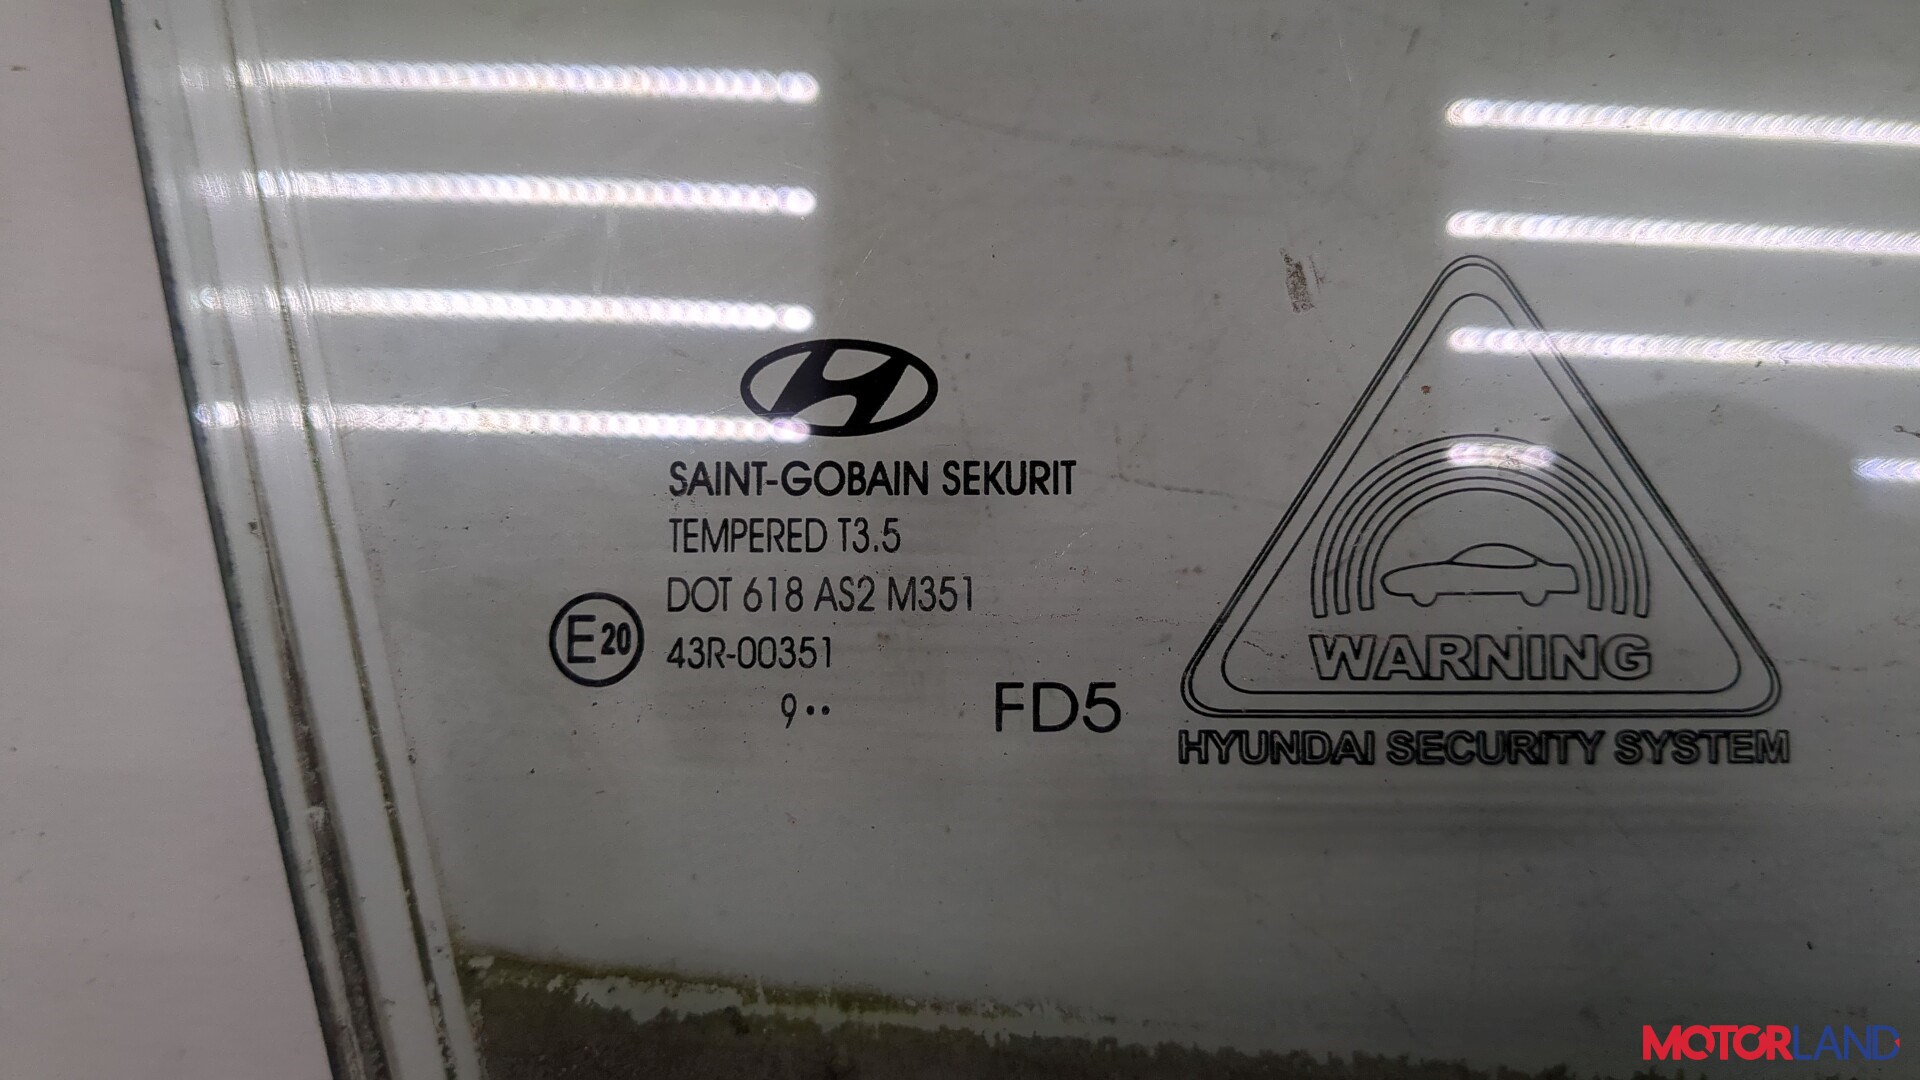 SAINT-GOBAIN SEKURIT
TEMPERED T3.5
DOT 618 AS2 M351
E20 43R-00351
9••
FD5
WARNING
HYUNDAI SECURITY SYSTEM
MOTORLAND